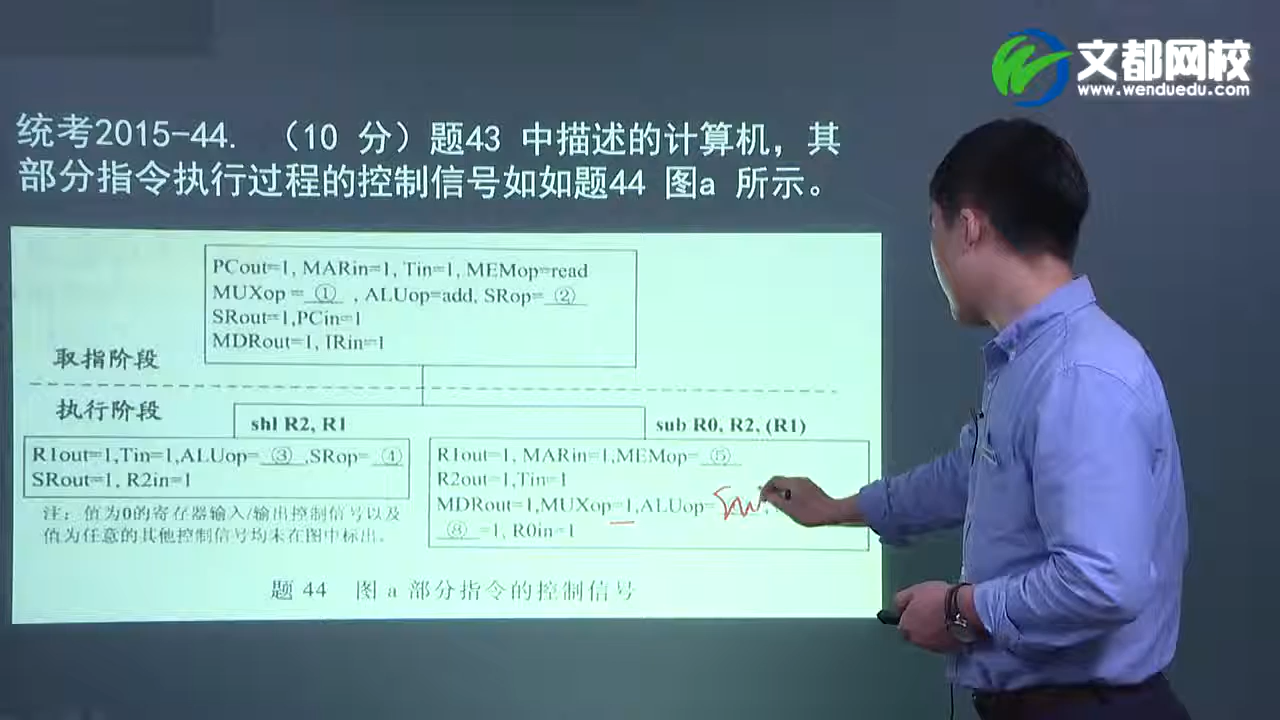 文都网校
www.wenduedu.com
统考2015-44. （10 分）题43 中描述的计算机，其
部分指令执行过程的控制信号如如题44 图a 所示。
PCout=1, MARin=1, Tin=1, MEMop=read
MUXop = ① , ALUop=add, SRop= ②
SRout=1,PCin=1
MDRout=1, IRin=1
取指阶段
执行阶段
shl R2, R1
sub R0, R2, (R1)
R1out=1,Tin=1,ALUop= ③ ,SRop= ④
SRout=1, R2in=1
R1out=1, MARin=1,MEMop= ⑤
R2out=1,Tin=1
MDRout=1,MUXop=1,ALUop=
⑧ =1, R0in=1
注：值为0的寄存器输入/输出控制信号以及
值为任意的其他控制信号均未在图中标出。
题 44 图 a 部分指令的控制信号